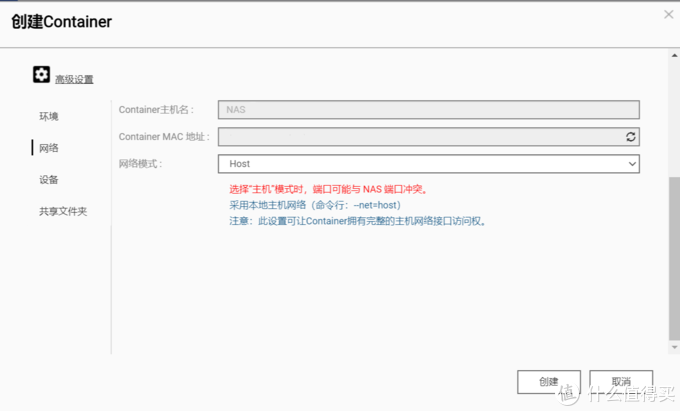 创建Container
高级设置
环境
网络
设备
共享文件夹
Container主机名 :
NAS
Container MAC 地址 :
网络模式 :
Host
选择"主机"模式时，端口可能与 NAS 端口冲突。
采用本地主机网络（命令行：--net=host）
注意：此设置可让Container拥有完整的主机网络接口访问权。
创建
取消
值 什么值得买